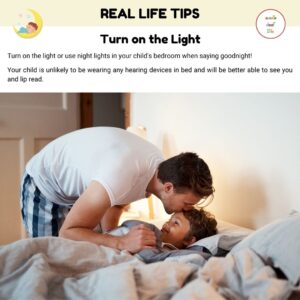 REAL LIFE TIPS
Turn on the Light
Turn on the light or use night lights in your child's bedroom when saying goodnight!
Your child is unlikely to be wearing any hearing devices in bed and will be better able to see you
and lip read.